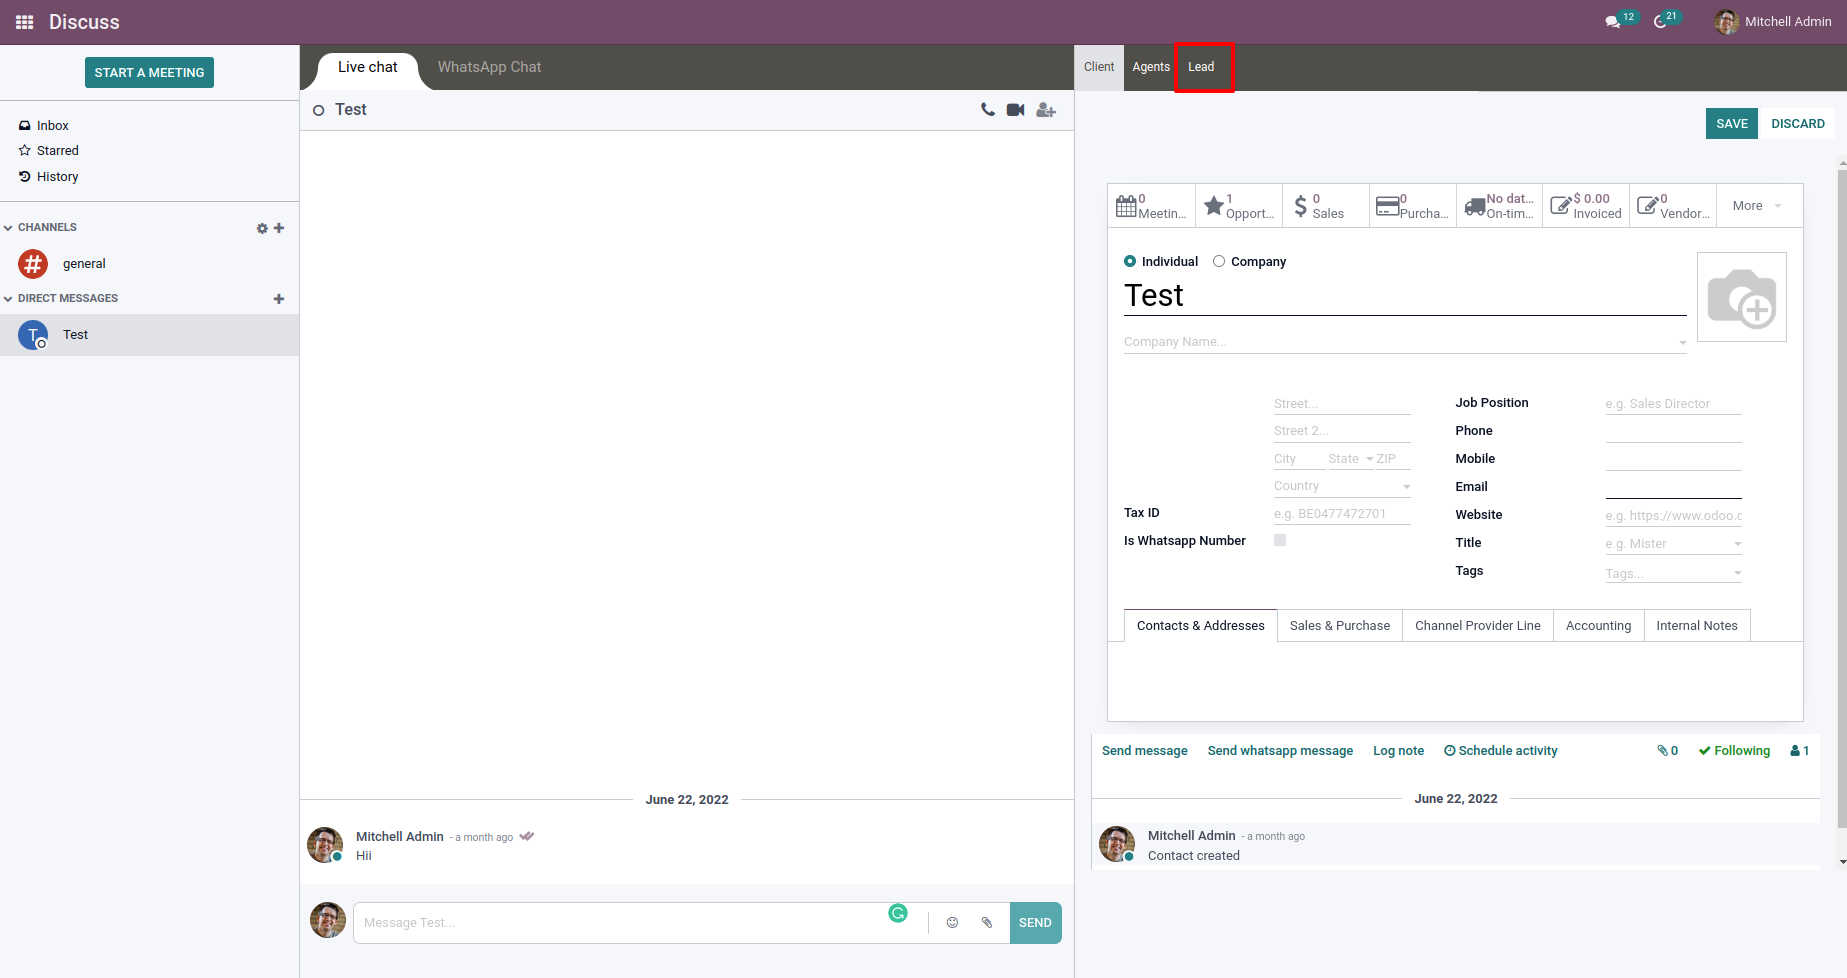 Discuss
12
21
Mitchell Admin
START A MEETING
Inbox
Starred
History
CHANNELS
general
DIRECT MESSAGES
T
Test
Live chat
WhatsApp Chat
Test
June 22, 2022
Mitchell Admin - a month ago
Hii
Message Test...
SEND
Client
Agents
Lead
SAVE
DISCARD
0
Meetin...
1
Opport...
0
Sales
0
Purcha...
No dat...
On-tim...
$ 0.00
Invoiced
0
Vendor...
More
Individual
Company
Test
Company Name...
Street...
Street 2...
City
State
ZIP
Country
Tax ID
e.g. BE0477472701
Is Whatsapp Number
Job Position
e.g. Sales Director
Phone
Mobile
Email
Website
e.g. https://www.odoo.c
Title
e.g. Mister
Tags
Tags...
Contacts & Addresses
Sales & Purchase
Channel Provider Line
Accounting
Internal Notes
Send message
Send whatsapp message
Log note
Schedule activity
0
Following
1
June 22, 2022
Mitchell Admin - a month ago
Contact created